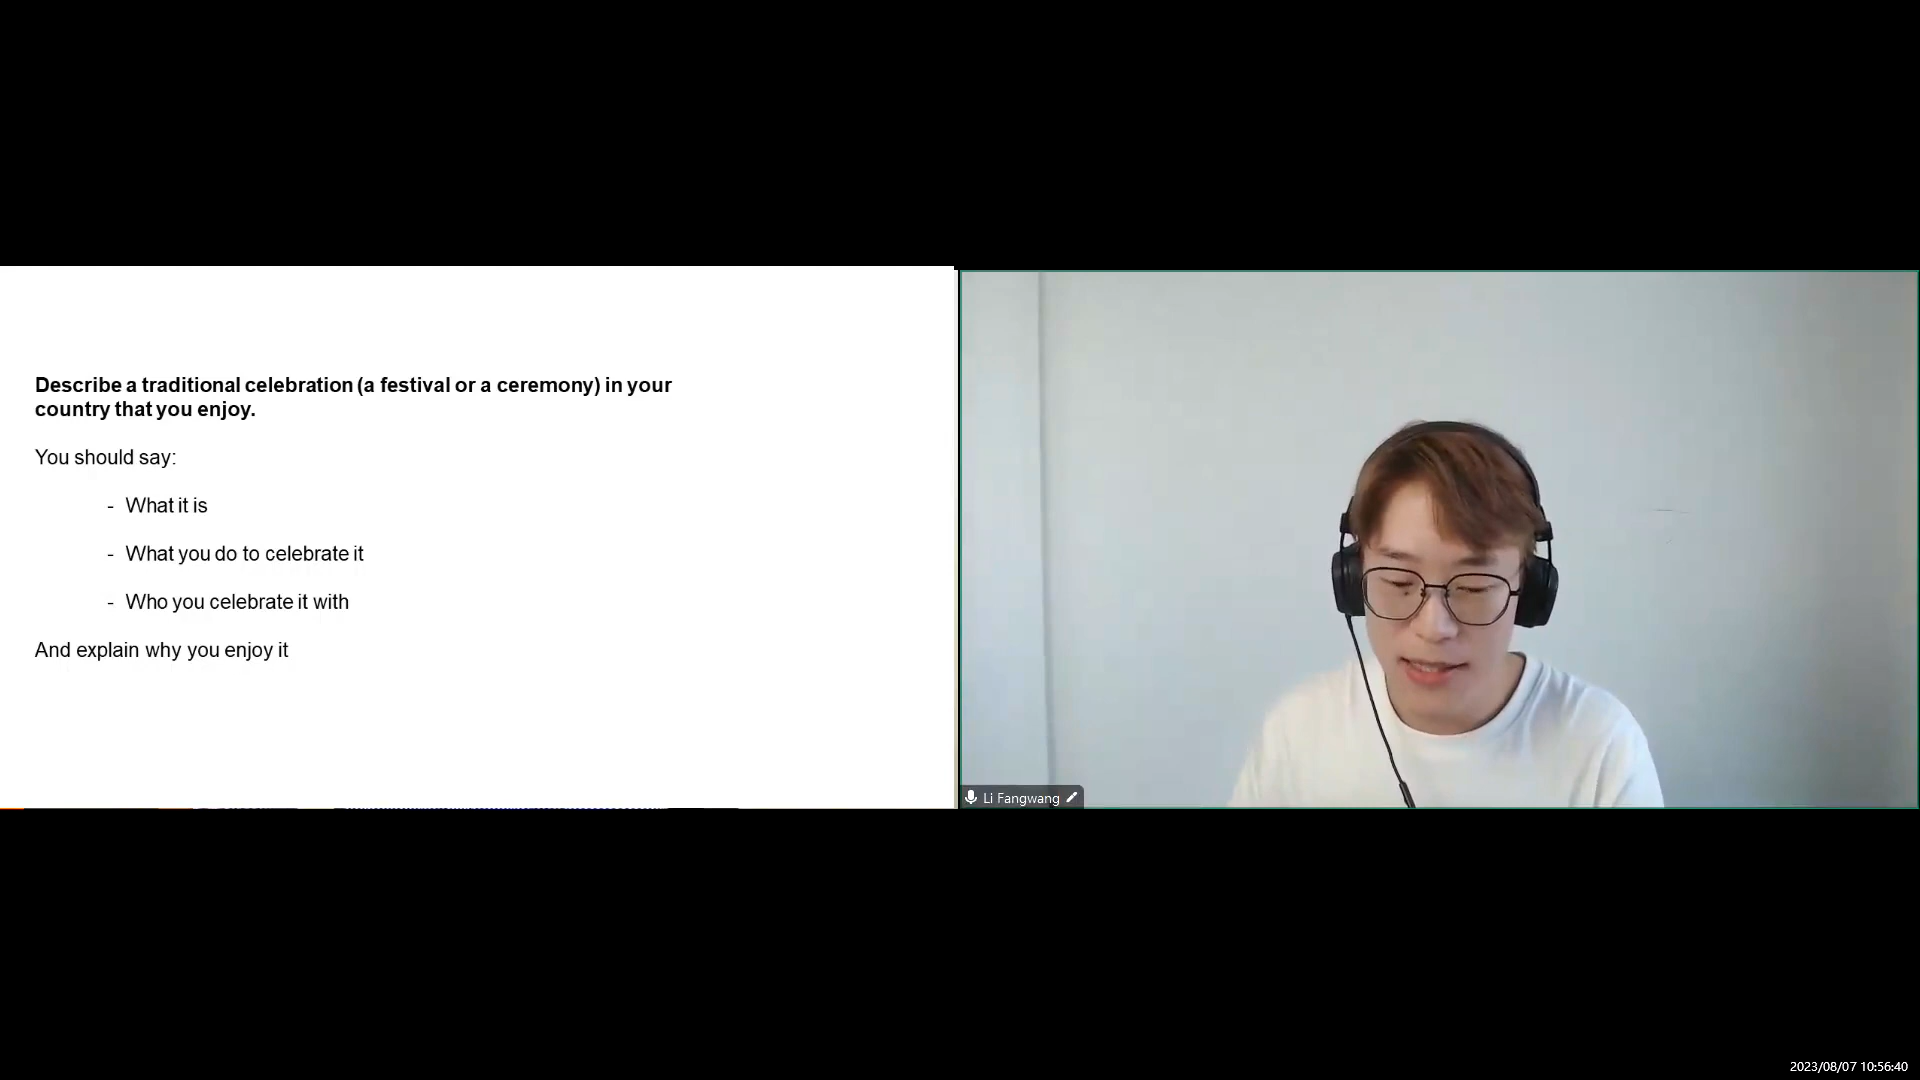 Describe a traditional celebration (a festival or a ceremony) in your
country that you enjoy.
You should say:
- What it is
- What you do to celebrate it
- Who you celebrate it with
And explain why you enjoy it
Li Fangwang
2023/08/07 10:56:40